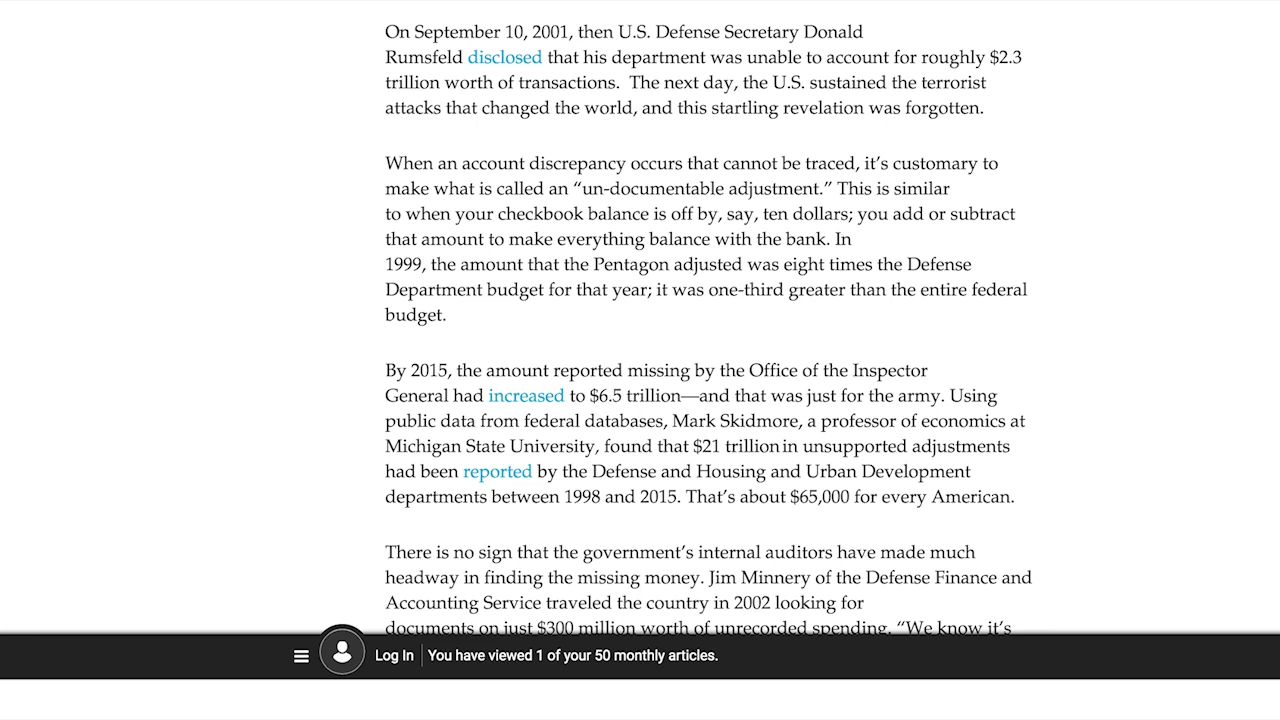 On September 10, 2001, then U.S. Defense Secretary Donald
Rumsfeld disclosed that his department was unable to account for roughly $2.3
trillion worth of transactions.  The next day, the U.S. sustained the terrorist
attacks that changed the world, and this startling revelation was forgotten.
When an account discrepancy occurs that cannot be traced, it’s customary to
make what is called an “un-documentable adjustment.” This is similar
to when your checkbook balance is off by, say, ten dollars; you add or subtract
that amount to make everything balance with the bank. In
1999, the amount that the Pentagon adjusted was eight times the Defense
Department budget for that year; it was one-third greater than the entire federal
budget.
By 2015, the amount reported missing by the Office of the Inspector
General had increased to $6.5 trillion—and that was just for the army. Using
public data from federal databases, Mark Skidmore, a professor of economics at
Michigan State University, found that $21 trillion in unsupported adjustments
had been reported by the Defense and Housing and Urban Development
departments between 1998 and 2015. That’s about $65,000 for every American.
There is no sign that the government’s internal auditors have made much
headway in finding the missing money. Jim Minnery of the Defense Finance and
Accounting Service traveled the country in 2002 looking for
documents on just $300 million worth of unrecorded spending. “We know it’s
Log In You have viewed 1 of your 50 monthly articles.